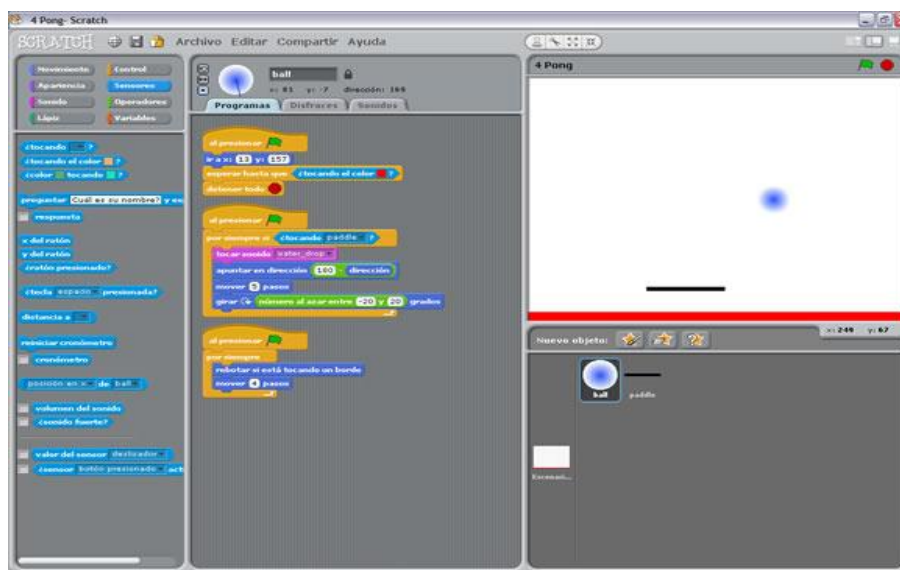 4 Pong- Scratch
SCRATCH Archivo Editar Compartir Ayuda
Movimiento Control
Apariencia Sensores
Sonido Operadores
Lápiz Variables
¿tocando ?
¿tocando el color ?
¿color tocando ?
preguntar Cuál es su nombre? y es
respuesta
x del ratón
y del ratón
¿ratón presionado?
¿tecla espacio presionada?
distancia a
reiniciar cronómetro
cronómetro
posición en x de ball
volumen del sonido
¿sonido fuerte?
valor del sensor deslizador
¿sensor botón presionado act
ball
x: 81 y: -7 dirección:
Programas Disfraces Sonidos
al presionar
ir a x: 13 y: 157
esperar hasta que ¿tocando el color ?
detener todo
al presionar
por siempre si ¿tocando paddle ?
tocar sonido water_drop
apuntar en dirección 180 - dirección
mover 5 pasos
girar número al azar entre -20 y 20 grados
al presionar
por siempre
rebotar si está tocando un borde
mover 4 pasos
4 Pong
x: 249 y: 67
Nuevo objeto:
ball paddle
Escenari...